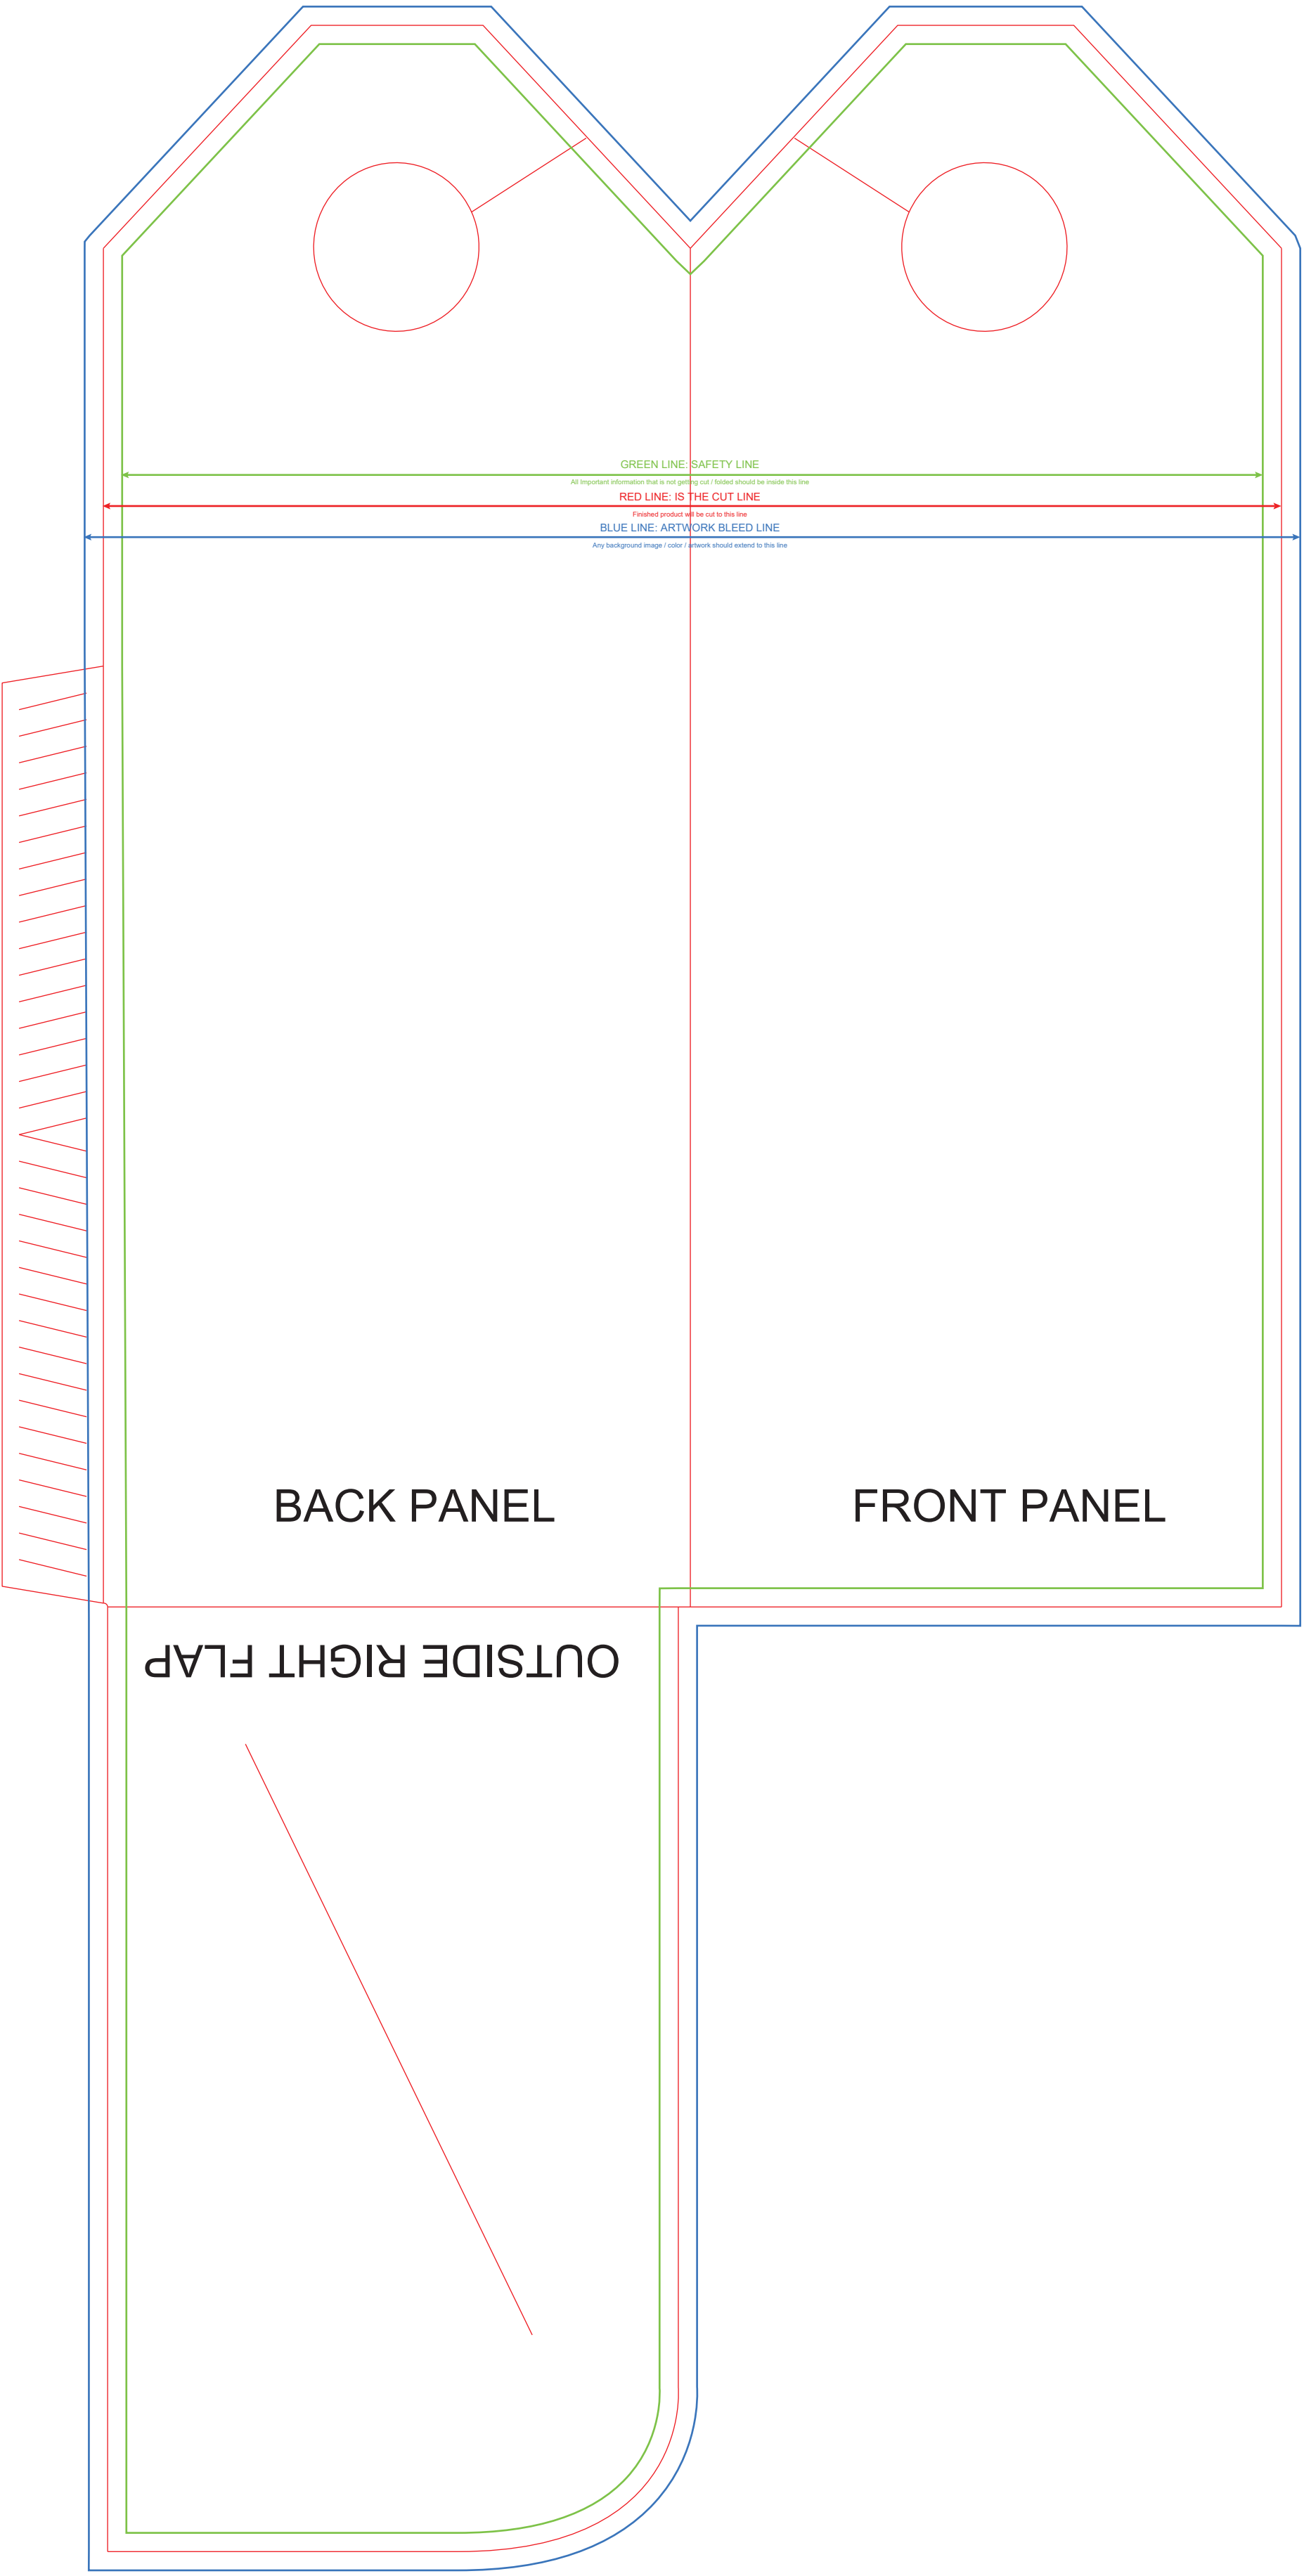 GREEN LINE: SAFETY LINE
All Important information that is not getting cut / folded should be inside this line
RED LINE: IS THE CUT LINE
Finished product will be cut to this line
BLUE LINE: ARTWORK BLEED LINE
Any background image / color / artwork should extend to this line
BACK PANEL
FRONT PANEL
OUTSIDE RIGHT FLAP